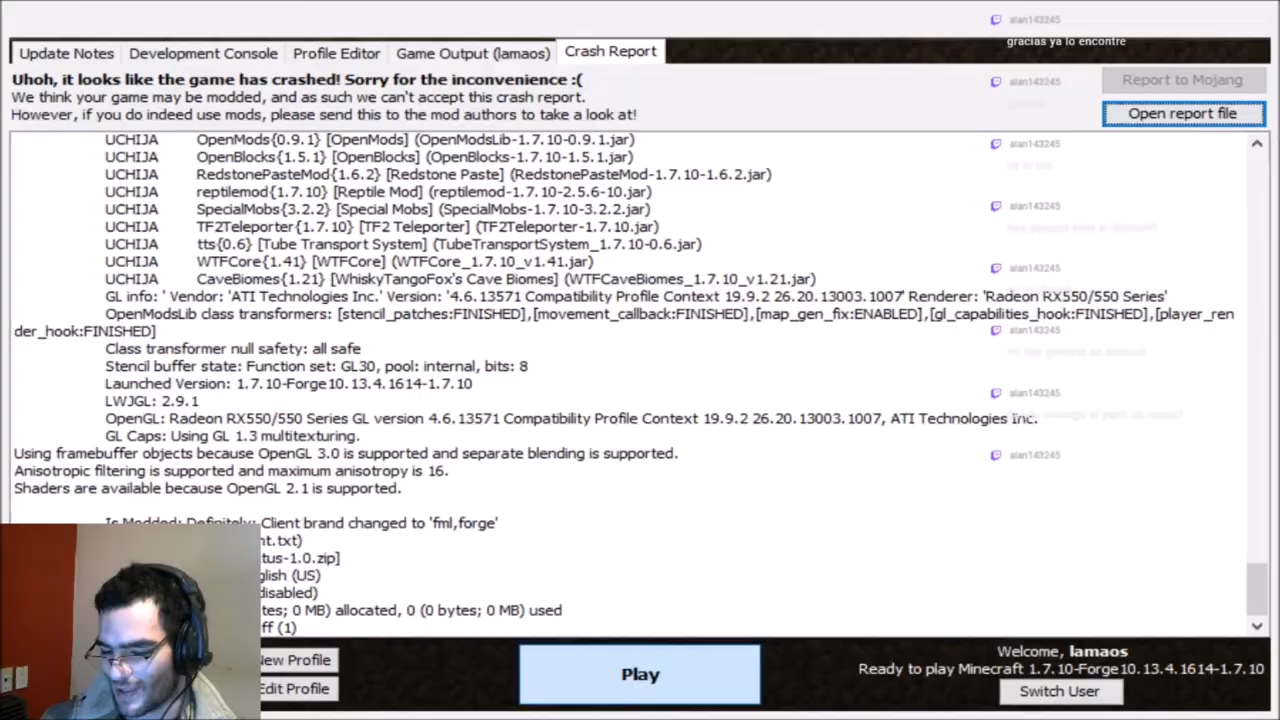 alan143245
gracias ya lo encontre
Update Notes Development Console Profile Editor Game Output (lamaos) Crash Report
Uhoh, it looks like the game has crashed! Sorry for the inconvenience :(
alan143245
Report to Mojang
We think your game may be modded, and as such we can't accept this crash report.
However, if you do indeed use mods, please send this to the mod authors to take a look at!
Open report file
UCHIJA OpenMods{0.9.1} [OpenMods] (OpenModsLib-1.7.10-0.9.1.jar)
alan143245
UCHIJA OpenBlocks{1.5.1} [OpenBlocks] (OpenBlocks-1.7.10-1.5.1.jar)
UCHIJA RedstonePasteMod{1.6.2} [Redstone Paste] (RedstonePasteMod-1.7.10-1.6.2.jar)
UCHIJA reptilemod{1.7.10} [Reptile Mod] (reptilemod-1.7.10-2.5.6-10.jar)
UCHIJA SpecialMobs{3.2.2} [Special Mobs] (SpecialMobs-1.7.10-3.2.2.jar)
alan143245
UCHIJA TF2Teleporter{1.7.10} [TF2 Teleporter] (TF2Teleporter-1.7.10.jar)
UCHIJA tts{0.6} [Tube Transport System] (TubeTransportSystem_1.7.10-0.6.jar)
UCHIJA WTFCore{1.41} [WTFCore] (WTFCore_1.7.10_v1.41.jar)
alan143245
UCHIJA CaveBiomes{1.21} [WhiskyTangoFox's Cave Biomes] (WTFCaveBiomes_1.7.10_v1.21.jar)
GL info: ' Vendor: 'ATI Technologies Inc.' Version: '4.6.13571 Compatibility Profile Context 19.9.2 26.20.13003.1007' Renderer: 'Radeon RX550/550 Series'
OpenModsLib class transformers: [stencil_patches:FINISHED],[movement_callback:FINISHED],[map_gen_fix:ENABLED],[gl_capabilities_hook:FINISHED],[player_ren
der_hook:FINISHED]
alan143245
Class transformer null safety: all safe
Stencil buffer state: Function set: GL30, pool: internal, bits: 8
Launched Version: 1.7.10-Forge10.13.4.1614-1.7.10
alan143245
LWJGL: 2.9.1
OpenGL: Radeon RX550/550 Series GL version 4.6.13571 Compatibility Profile Context 19.9.2 26.20.13003.1007, ATI Technologies Inc.
GL Caps: Using GL 1.3 multitexturing.
Using framebuffer objects because OpenGL 3.0 is supported and separate blending is supported.
alan143245
Anisotropic filtering is supported and maximum anisotropy is 16.
Shaders are available because OpenGL 2.1 is supported.
Is Modded: Definitely; Client brand changed to 'fml,forge'
nt.txt)
tus-1.0.zip]
glish (US)
disabled)
tes; 0 MB) allocated, 0 (0 bytes; 0 MB) used
ff (1)
New Profile
Edit Profile
Play
Welcome, lamaos
Ready to play Minecraft 1.7.10-Forge10.13.4.1614-1.7.10
Switch User